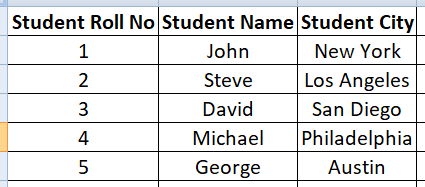 Student Roll No Student Name Student City
1 John New York
2 Steve Los Angeles
3 David San Diego
4 Michael Philadelphia
5 George Austin